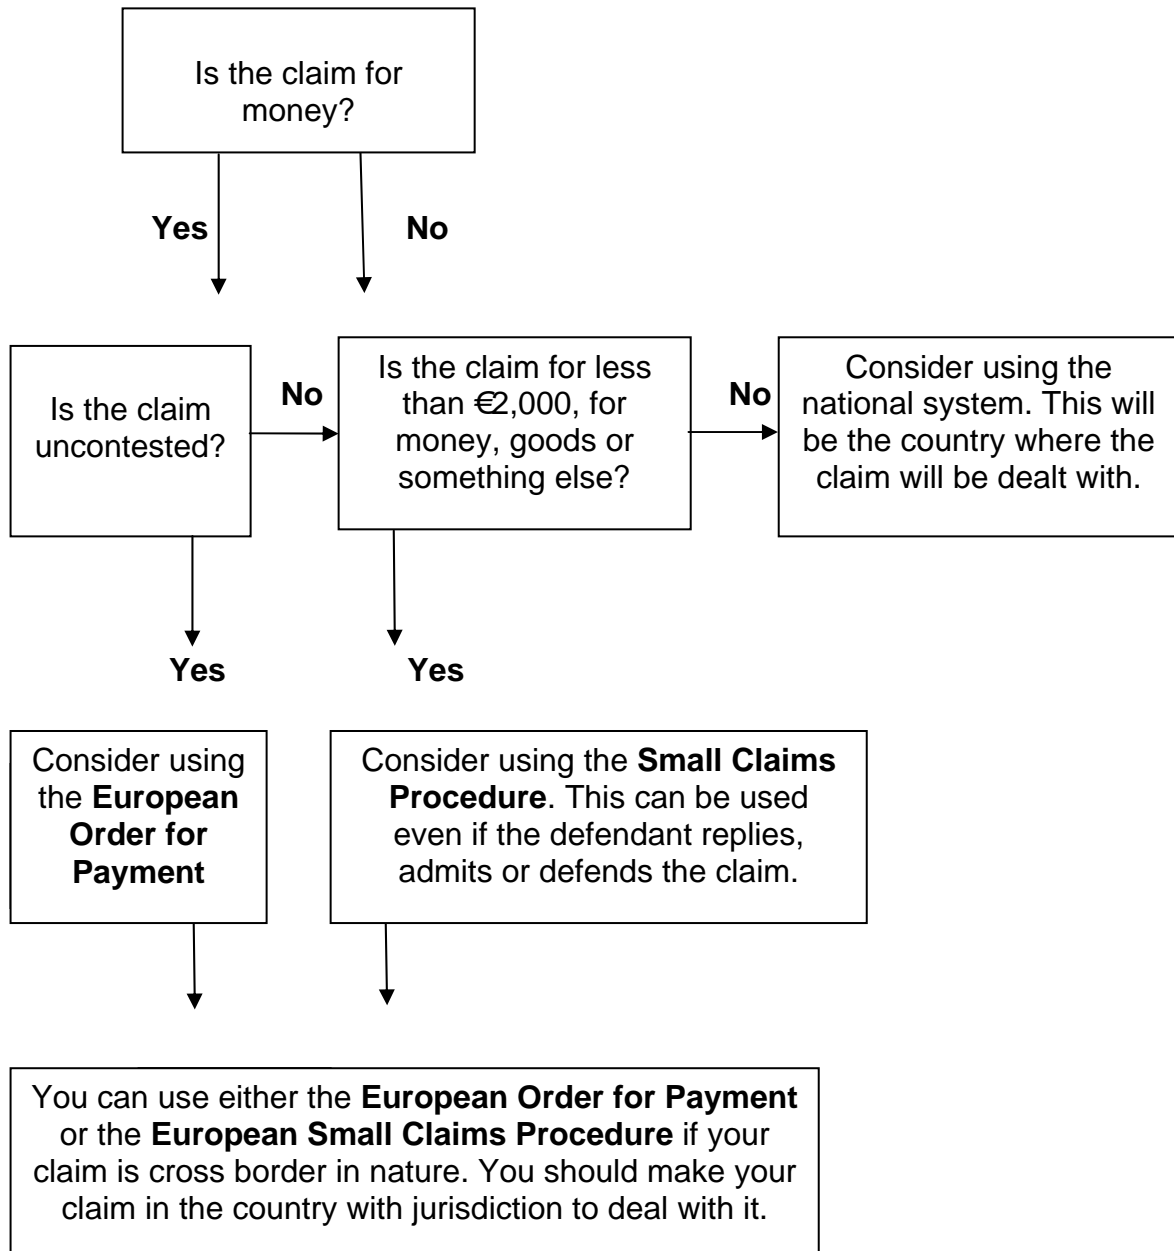 Is the claim for
money?
Yes
No
Is the claim
uncontested?
No
Is the claim for less
than €2,000, for
money, goods or
something else?
No
Consider using the
national system. This will
be the country where the
claim will be dealt with.
Yes
Yes
Consider using
the European
Order for
Payment
Consider using the Small Claims
Procedure. This can be used
even if the defendant replies,
admits or defends the claim.
You can use either the European Order for Payment
or the European Small Claims Procedure if your
claim is cross border in nature. You should make your
claim in the country with jurisdiction to deal with it.